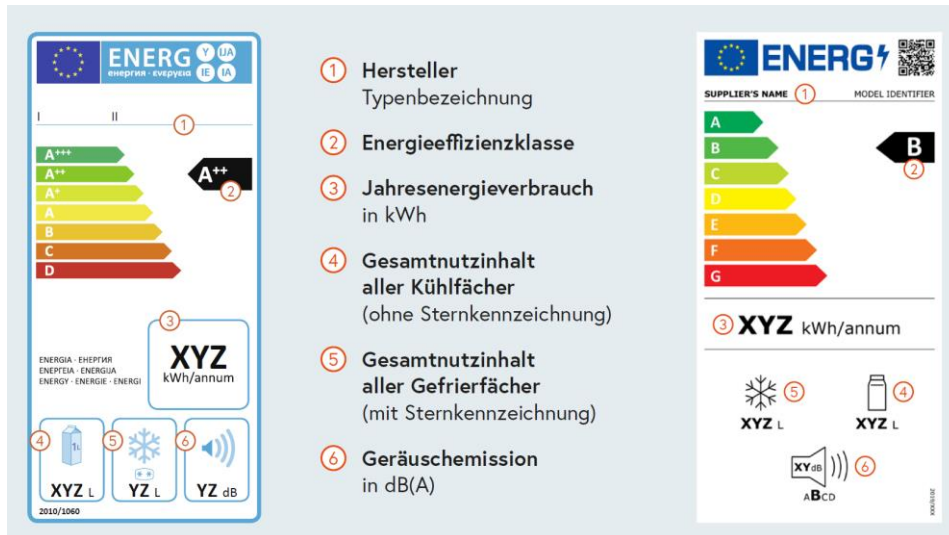 ENERG
енергия · ενεργεια
Y
IJA
IE
IA
I II
1
A+++
A++
A+
A
B
C
D
A++
2
3
XYZ
kWh/annum
ENERGIA · ЕНЕРГИЯ
ΕΝΕΡΓΕΙΑ · ENERGIJA
ENERGY · ENERGIE · ENERGI
4
1L
XYZ L
5
YZ L
6
YZ dB
2010/1060
1 Hersteller
Typenbezeichnung
2 Energieeffizienzklasse
3 Jahresenergieverbrauch
in kWh
4 Gesamtnutzinhalt
aller Kühlfächer
(ohne Sternkennzeichnung)
5 Gesamtnutzinhalt
aller Gefrierfächer
(mit Sternkennzeichnung)
6 Geräuschemission
in dB(A)
ENERG
SUPPLIER'S NAME 1 MODEL IDENTIFIER
A
B
C
D
E
F
G
B
2
3 XYZ kWh/annum
5
XYZ L
4
XYZ L
XYdB
6
ABCD